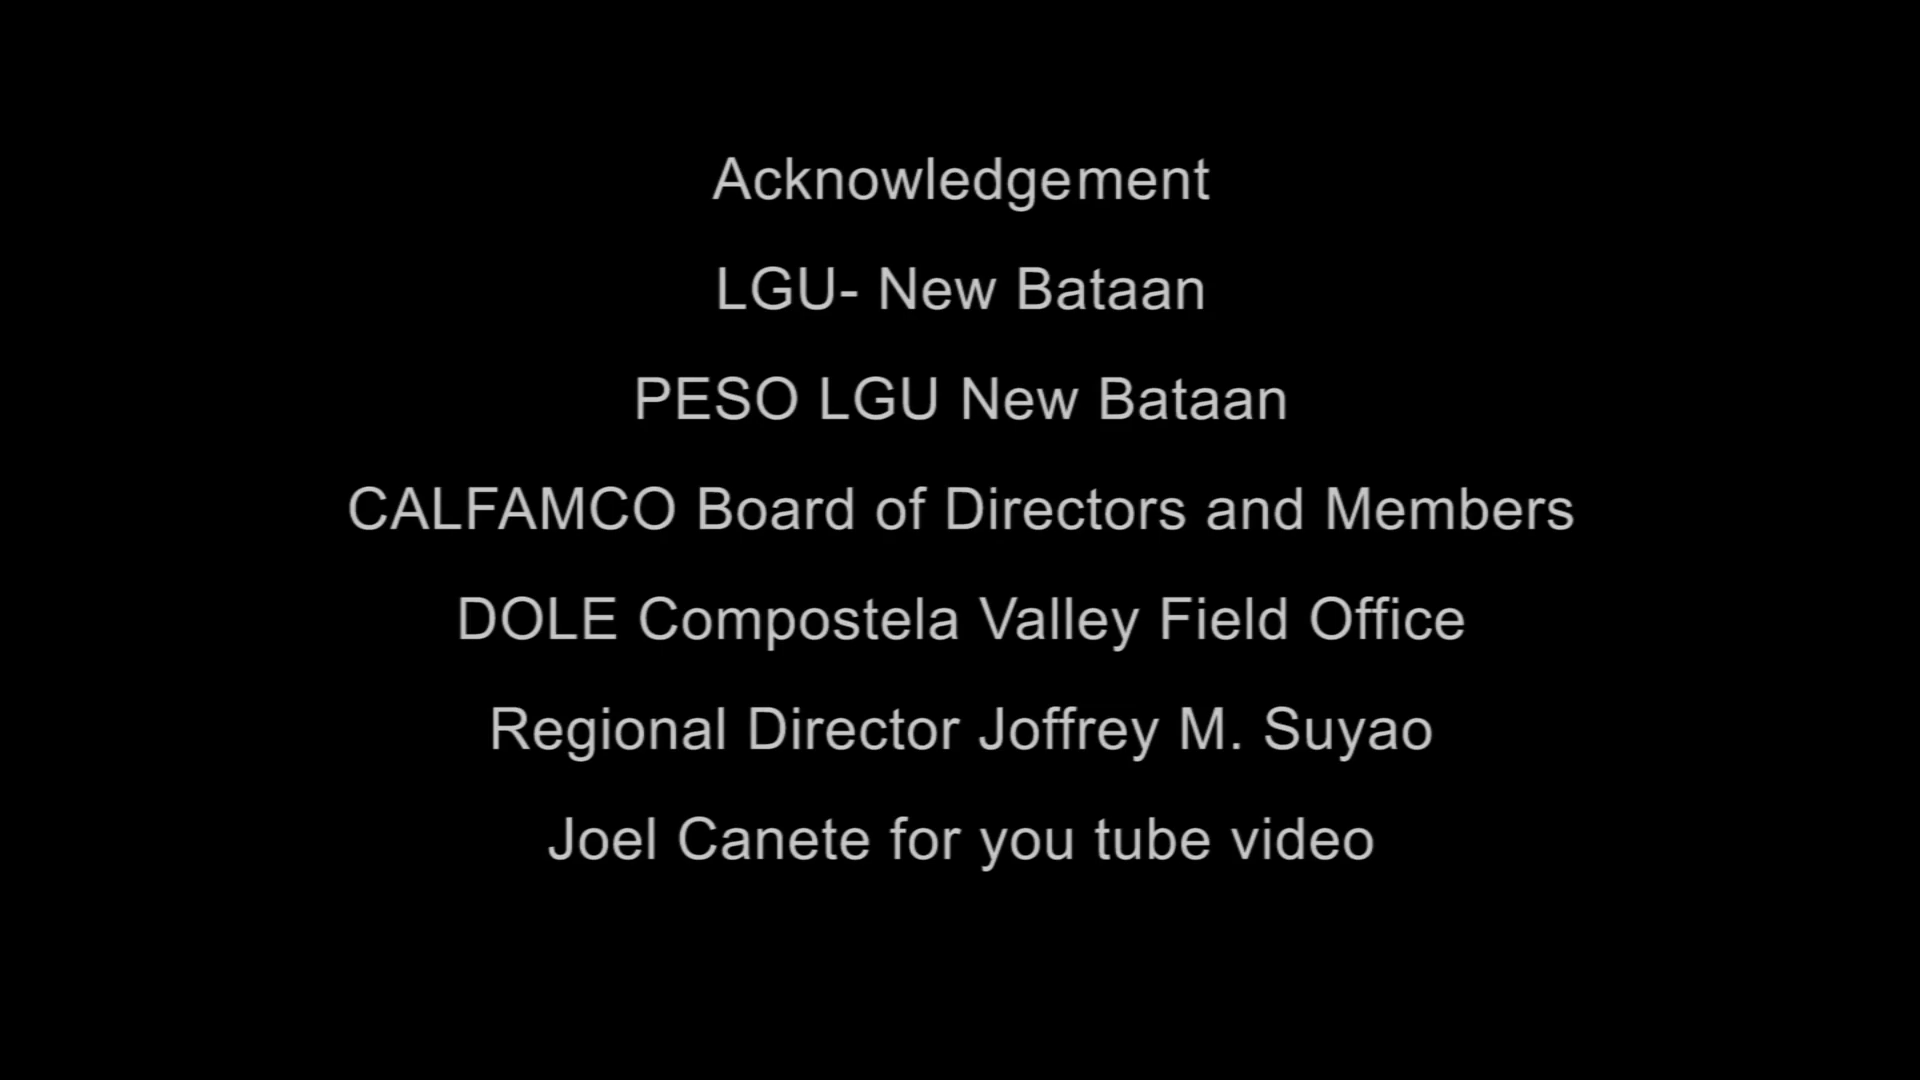 Acknowledgement
LGU- New Bataan
PESO LGU New Bataan
CALFAMCO Board of Directors and Members
DOLE Compostela Valley Field Office
Regional Director Joffrey M. Suyao
Joel Canete for you tube video